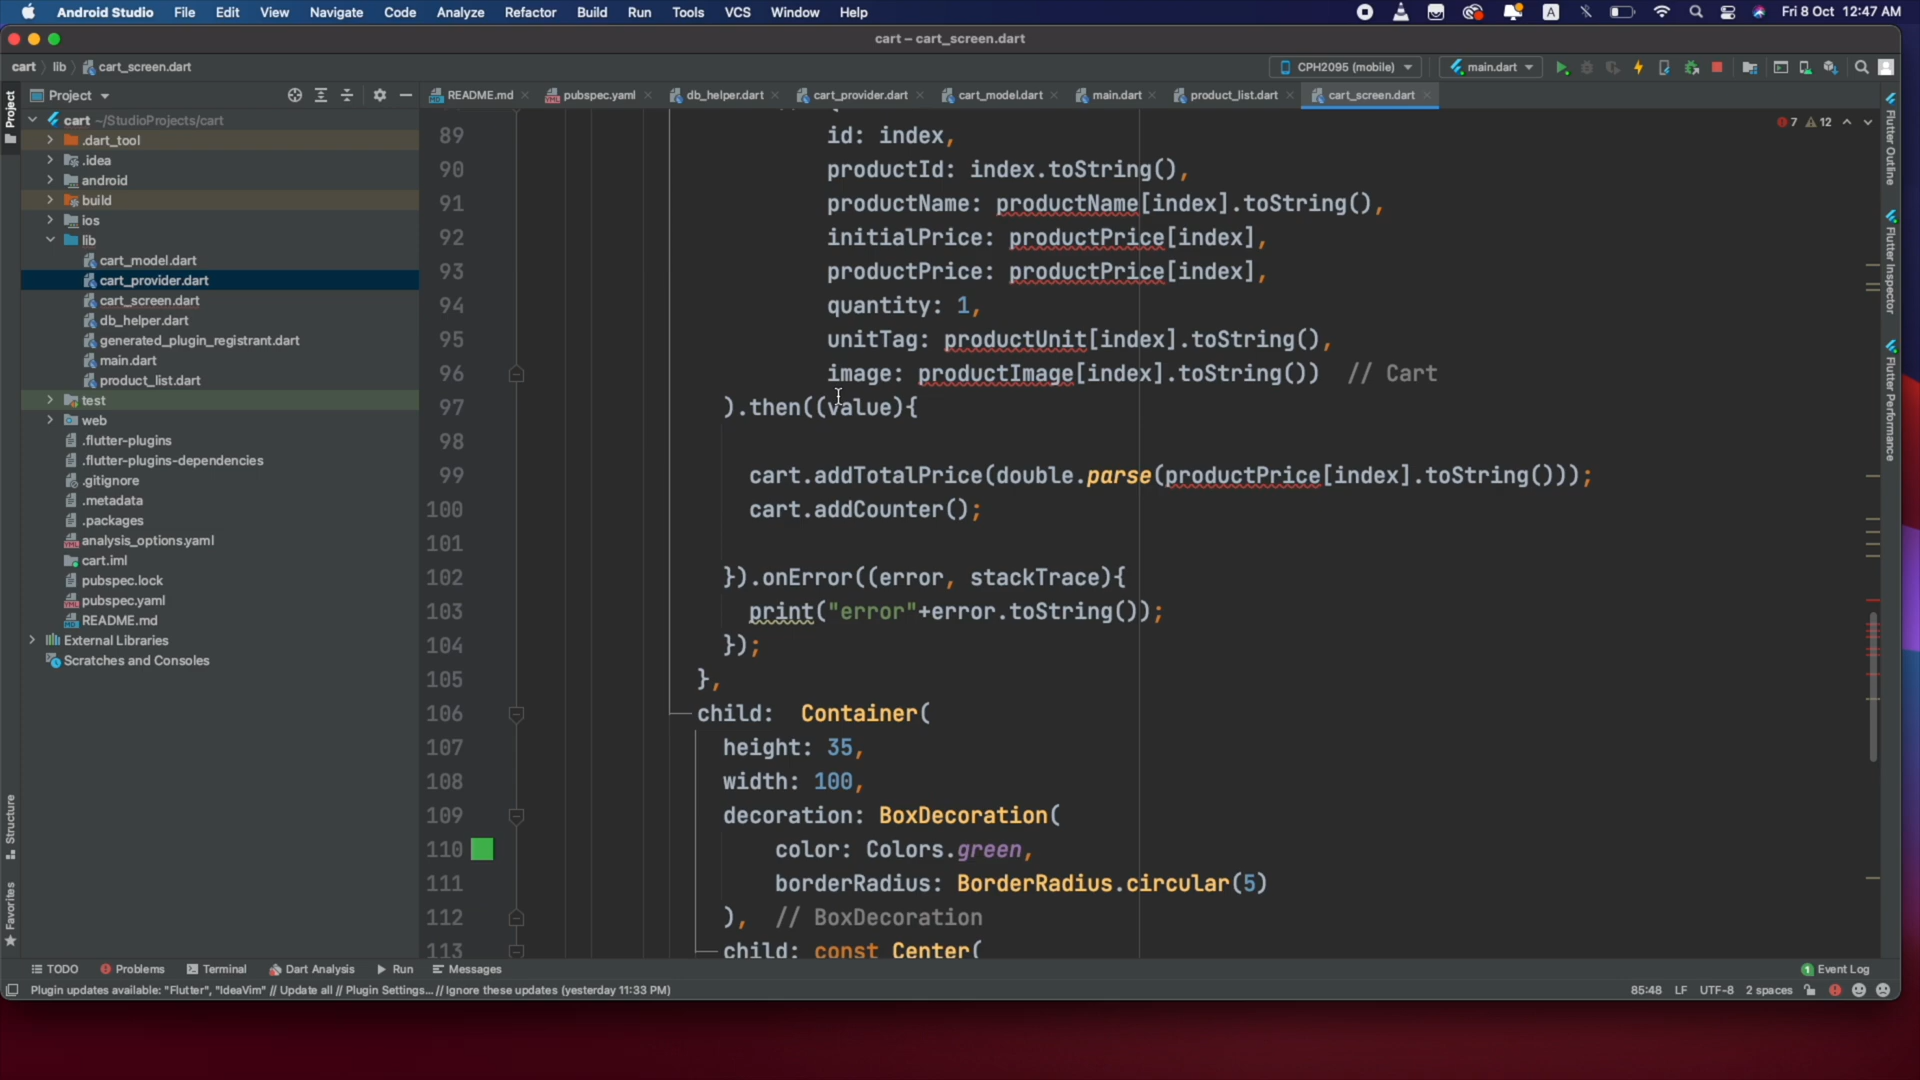 Android Studio File Edit View Navigate Code Analyze Refactor Build Run Tools VCS Window Help
A Fri 8 Oct 12:47 AM
cart – cart_screen.dart
cart lib cart_screen.dart
CPH2095 (mobile) main.dart
Project
README.md pubspec.yaml db_helper.dart cart_provider.dart cart_model.dart main.dart product_list.dart cart_screen.dart
Project
Structure
Favorites
cart ~/StudioProjects/cart
.dart_tool
.idea
android
build
ios
lib
cart_model.dart
cart_provider.dart
cart_screen.dart
db_helper.dart
generated_plugin_registrant.dart
main.dart
product_list.dart
test
web
.flutter-plugins
.flutter-plugins-dependencies
.gitignore
.metadata
.packages
analysis_options.yaml
cart.iml
pubspec.lock
pubspec.yaml
README.md
External Libraries
Scratches and Consoles
7 12
89 id: index,
90 productId: index.toString(),
91 productName: productName[index].toString(),
92 initialPrice: productPrice[index],
93 productPrice: productPrice[index],
94 quantity: 1,
95 unitTag: productUnit[index].toString(),
96 image: productImage[index].toString()) // Cart
97 ).then((value){
98
99 cart.addTotalPrice(double.parse(productPrice[index].toString()));
100 cart.addCounter();
101
102 }).onError((error, stackTrace){
103 print("error"+error.toString());
104 });
105 },
106 child: Container(
107 height: 35,
108 width: 100,
109 decoration: BoxDecoration(
110 color: Colors.green,
111 borderRadius: BorderRadius.circular(5)
112 ), // BoxDecoration
113 child: const Center(
Flutter Outline
Flutter Inspector
Flutter Performance
TODO Problems Terminal Dart Analysis Run Messages 1 Event Log
Plugin updates available: "Flutter", "IdeaVim" // Update all // Plugin Settings... // Ignore these updates (yesterday 11:33 PM) 85:48 LF UTF-8 2 spaces